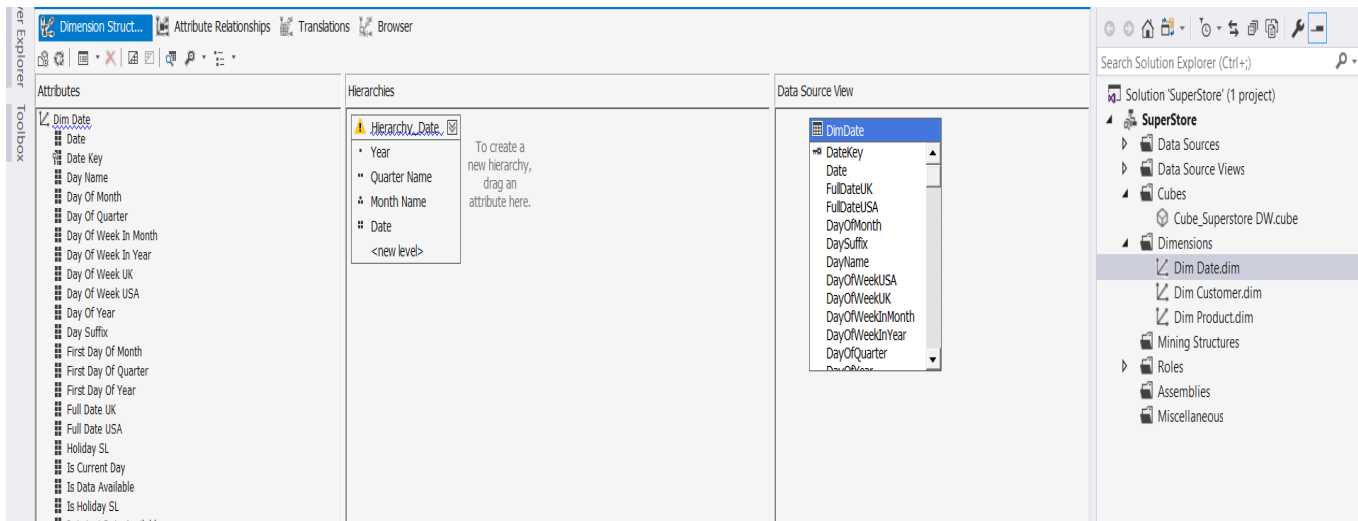 ver Explorer
Toolbox
Dimension Struct... Attribute Relationships Translations Browser
Attributes
Dim Date
Date
Date Key
Day Name
Day Of Month
Day Of Quarter
Day Of Week In Month
Day Of Week In Year
Day Of Week UK
Day Of Week USA
Day Of Year
Day Suffix
First Day Of Month
First Day Of Quarter
First Day Of Year
Full Date UK
Full Date USA
Holiday SL
Is Current Day
Is Data Available
Is Holiday SL
Hierarchies
Hierarchy_Date
Year
Quarter Name
Month Name
Date
<new level>
To create a
new hierarchy,
drag an
attribute here.
Data Source View
DimDate
DateKey
Date
FullDateUK
FullDateUSA
DayOfMonth
DaySuffix
DayName
DayOfWeekUSA
DayOfWeekUK
DayOfWeekInMonth
DayOfWeekInYear
DayOfQuarter
DayOfYear
Search Solution Explorer (Ctrl+;)
Solution 'SuperStore' (1 project)
SuperStore
Data Sources
Data Source Views
Cubes
Cube_Superstore DW.cube
Dimensions
Dim Date.dim
Dim Customer.dim
Dim Product.dim
Mining Structures
Roles
Assemblies
Miscellaneous